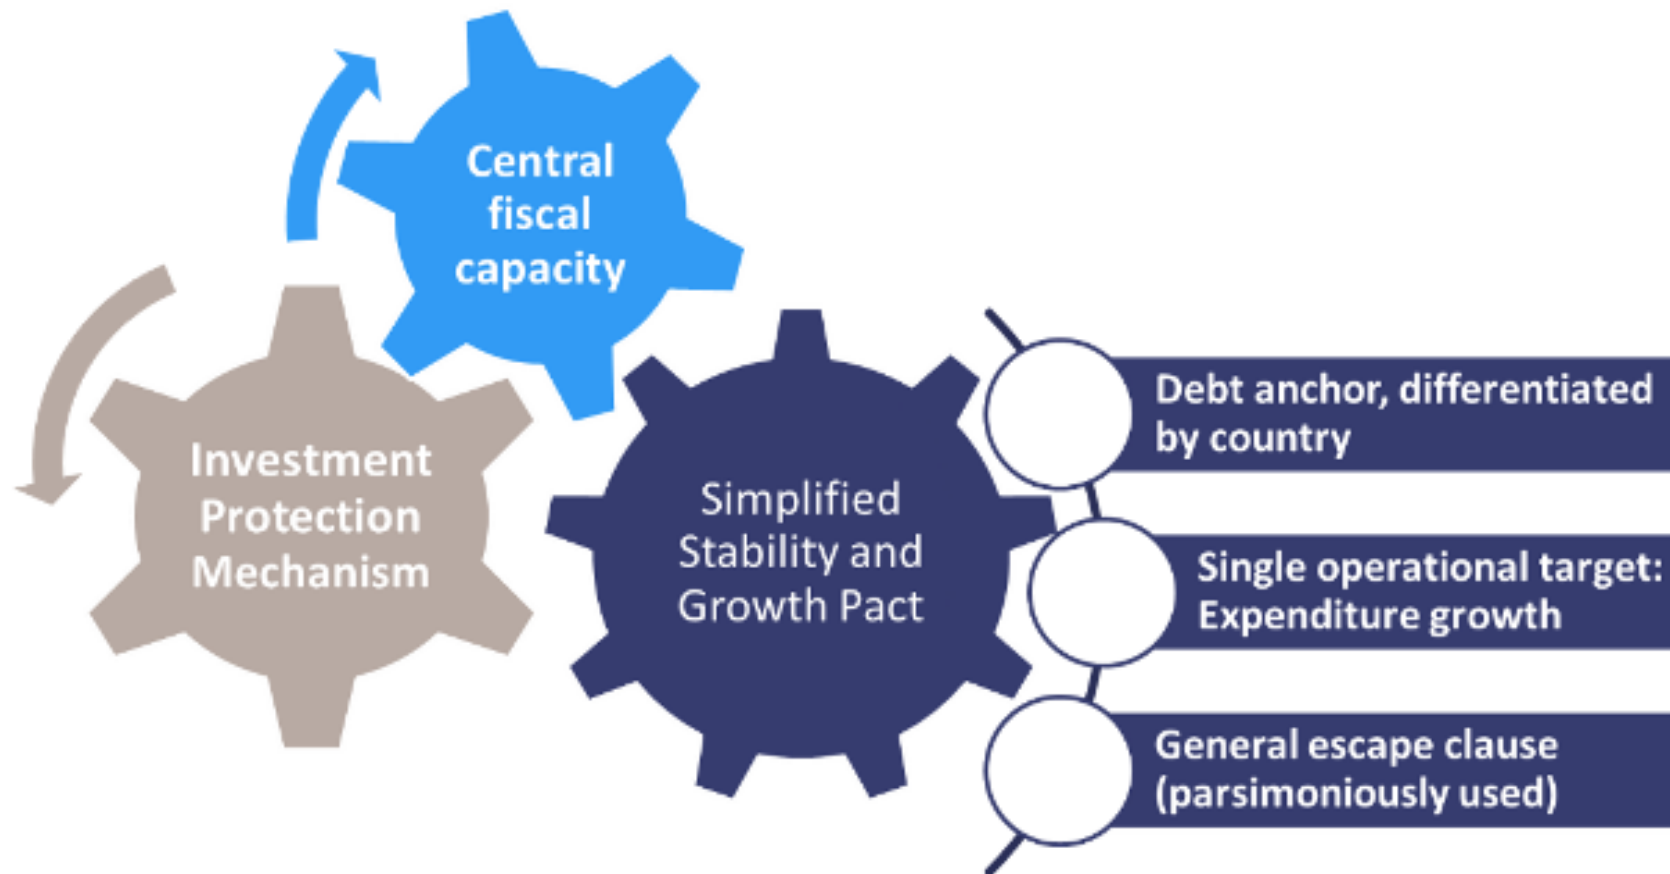 Central
fiscal
capacity
Investment
Protection
Mechanism
Simplified
Stability and
Growth Pact
Debt anchor, differentiated
by country
Single operational target:
Expenditure growth
General escape clause
(parsimoniously used)